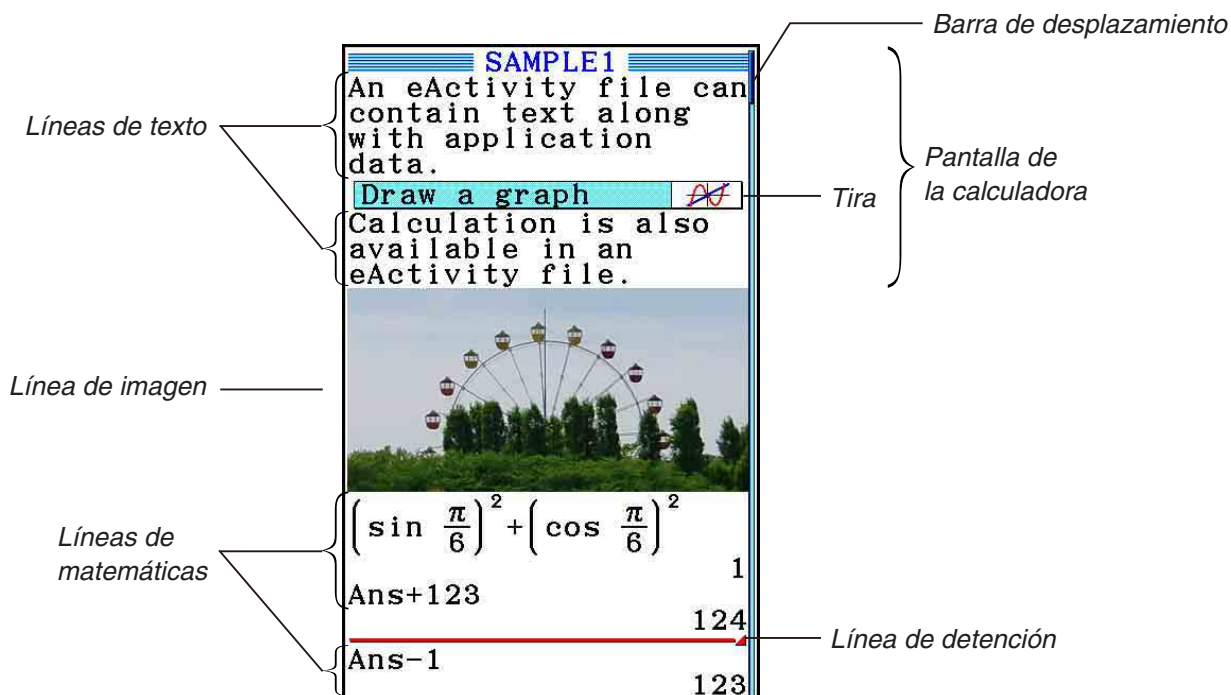 Barra de desplazamiento
SAMPLE1
An eActivity file can
contain text along
with application
data.
Líneas de texto
Pantalla de
la calculadora
Draw a graph
Tira
Calculation is also
available in an
eActivity file.
Línea de imagen
(sin π/6)²+(cos π/6)²
1
Líneas de
matemáticas
Ans+123
124
Línea de detención
Ans−1
123